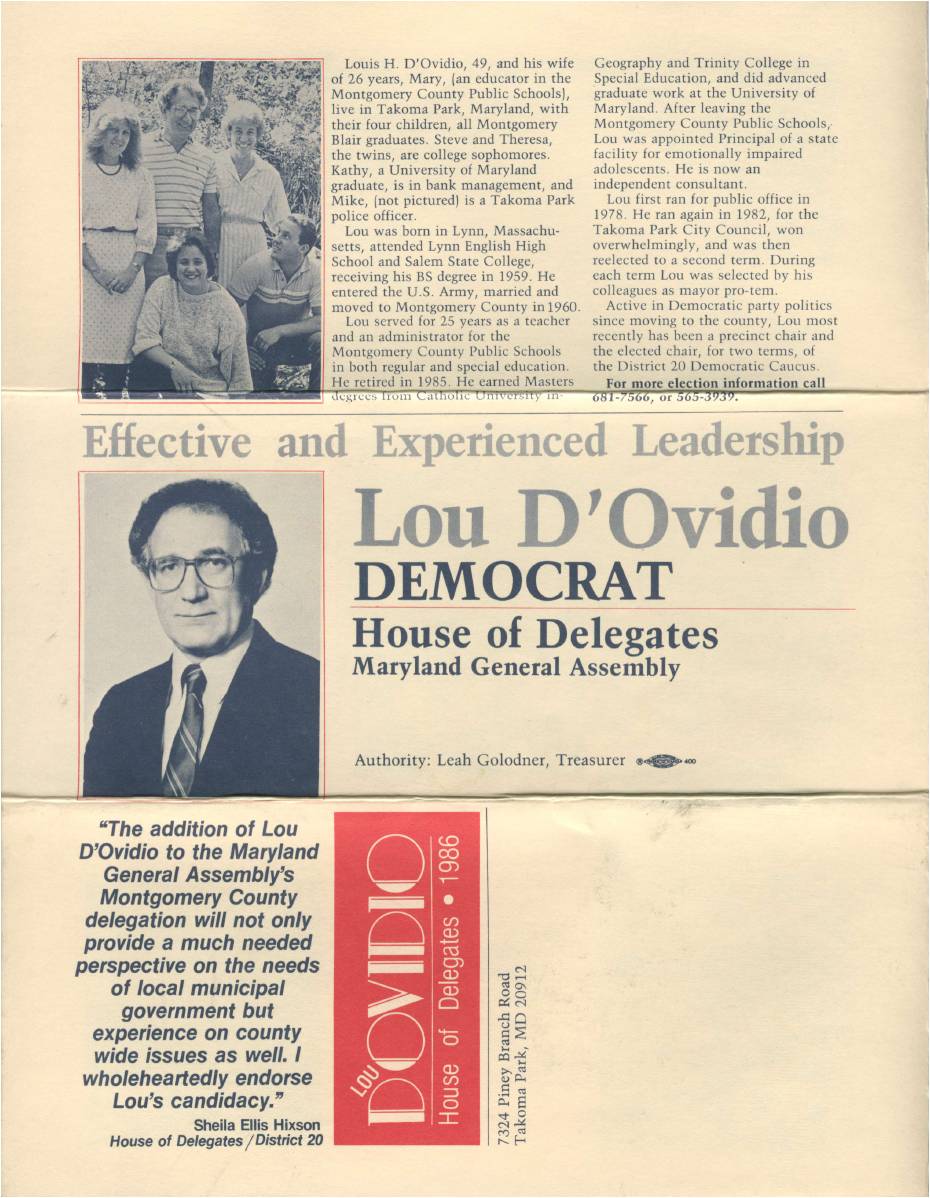 Louis H. D'Ovidio, 49, and his wife
of 26 years, Mary, (an educator in the
Montgomery County Public Schools),
live in Takoma Park, Maryland, with
their four children, all Montgomery
Blair graduates. Steve and Theresa,
the twins, are college sophomores.
Kathy, a University of Maryland
graduate, is in bank management, and
Mike, (not pictured) is a Takoma Park
police officer.
Lou was born in Lynn, Massachu-
setts, attended Lynn English High
School and Salem State College,
receiving his BS degree in 1959. He
entered the U.S. Army, married and
moved to Montgomery County in 1960.
Lou served for 25 years as a teacher
and an administrator for the
Montgomery County Public Schools
in both regular and special education.
He retired in 1985. He earned Masters
degrees from Catholic University in
Geography and Trinity College in
Special Education, and did advanced
graduate work at the University of
Maryland. After leaving the
Montgomery County Public Schools,
Lou was appointed Principal of a state
facility for emotionally impaired
adolescents. He is now an
independent consultant.
Lou first ran for public office in
1978. He ran again in 1982, for the
Takoma Park City Council, won
overwhelmingly, and was then
reelected to a second term. During
each term Lou was selected by his
colleagues as mayor pro-tem.
Active in Democratic party politics
since moving to the county, Lou most
recently has been a precinct chair and
the elected chair, for two terms, of
the District 20 Democratic Caucus.
For more election information call
681-7566, or 565-3939.
Effective and Experienced Leadership
Lou D'Ovidio
DEMOCRAT
House of Delegates
Maryland General Assembly
Authority: Leah Golodner, Treasurer
400
"The addition of Lou
D'Ovidio to the Maryland
General Assembly's
Montgomery County
delegation will not only
provide a much needed
perspective on the needs
of local municipal
government but
experience on county
wide issues as well. I
wholeheartedly endorse
Lou's candidacy."
Sheila Ellis Hixson
House of Delegates / District 20
LOU
D'OVIDIO
House of Delegates • 1986
7324 Piney Branch Road
Takoma Park, MD 20912